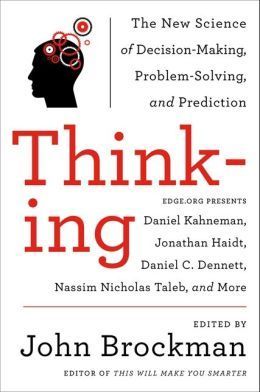 The New Science
of Decision-Making,
Problem-Solving,
and Prediction
Think-
ing
EDGE.ORG PRESENTS
Daniel Kahneman,
Jonathan Haidt,
Daniel C. Dennett,
Nassim Nicholas Taleb, and More
EDITED BY
John Brockman
EDITOR OF THIS WILL MAKE YOU SMARTER